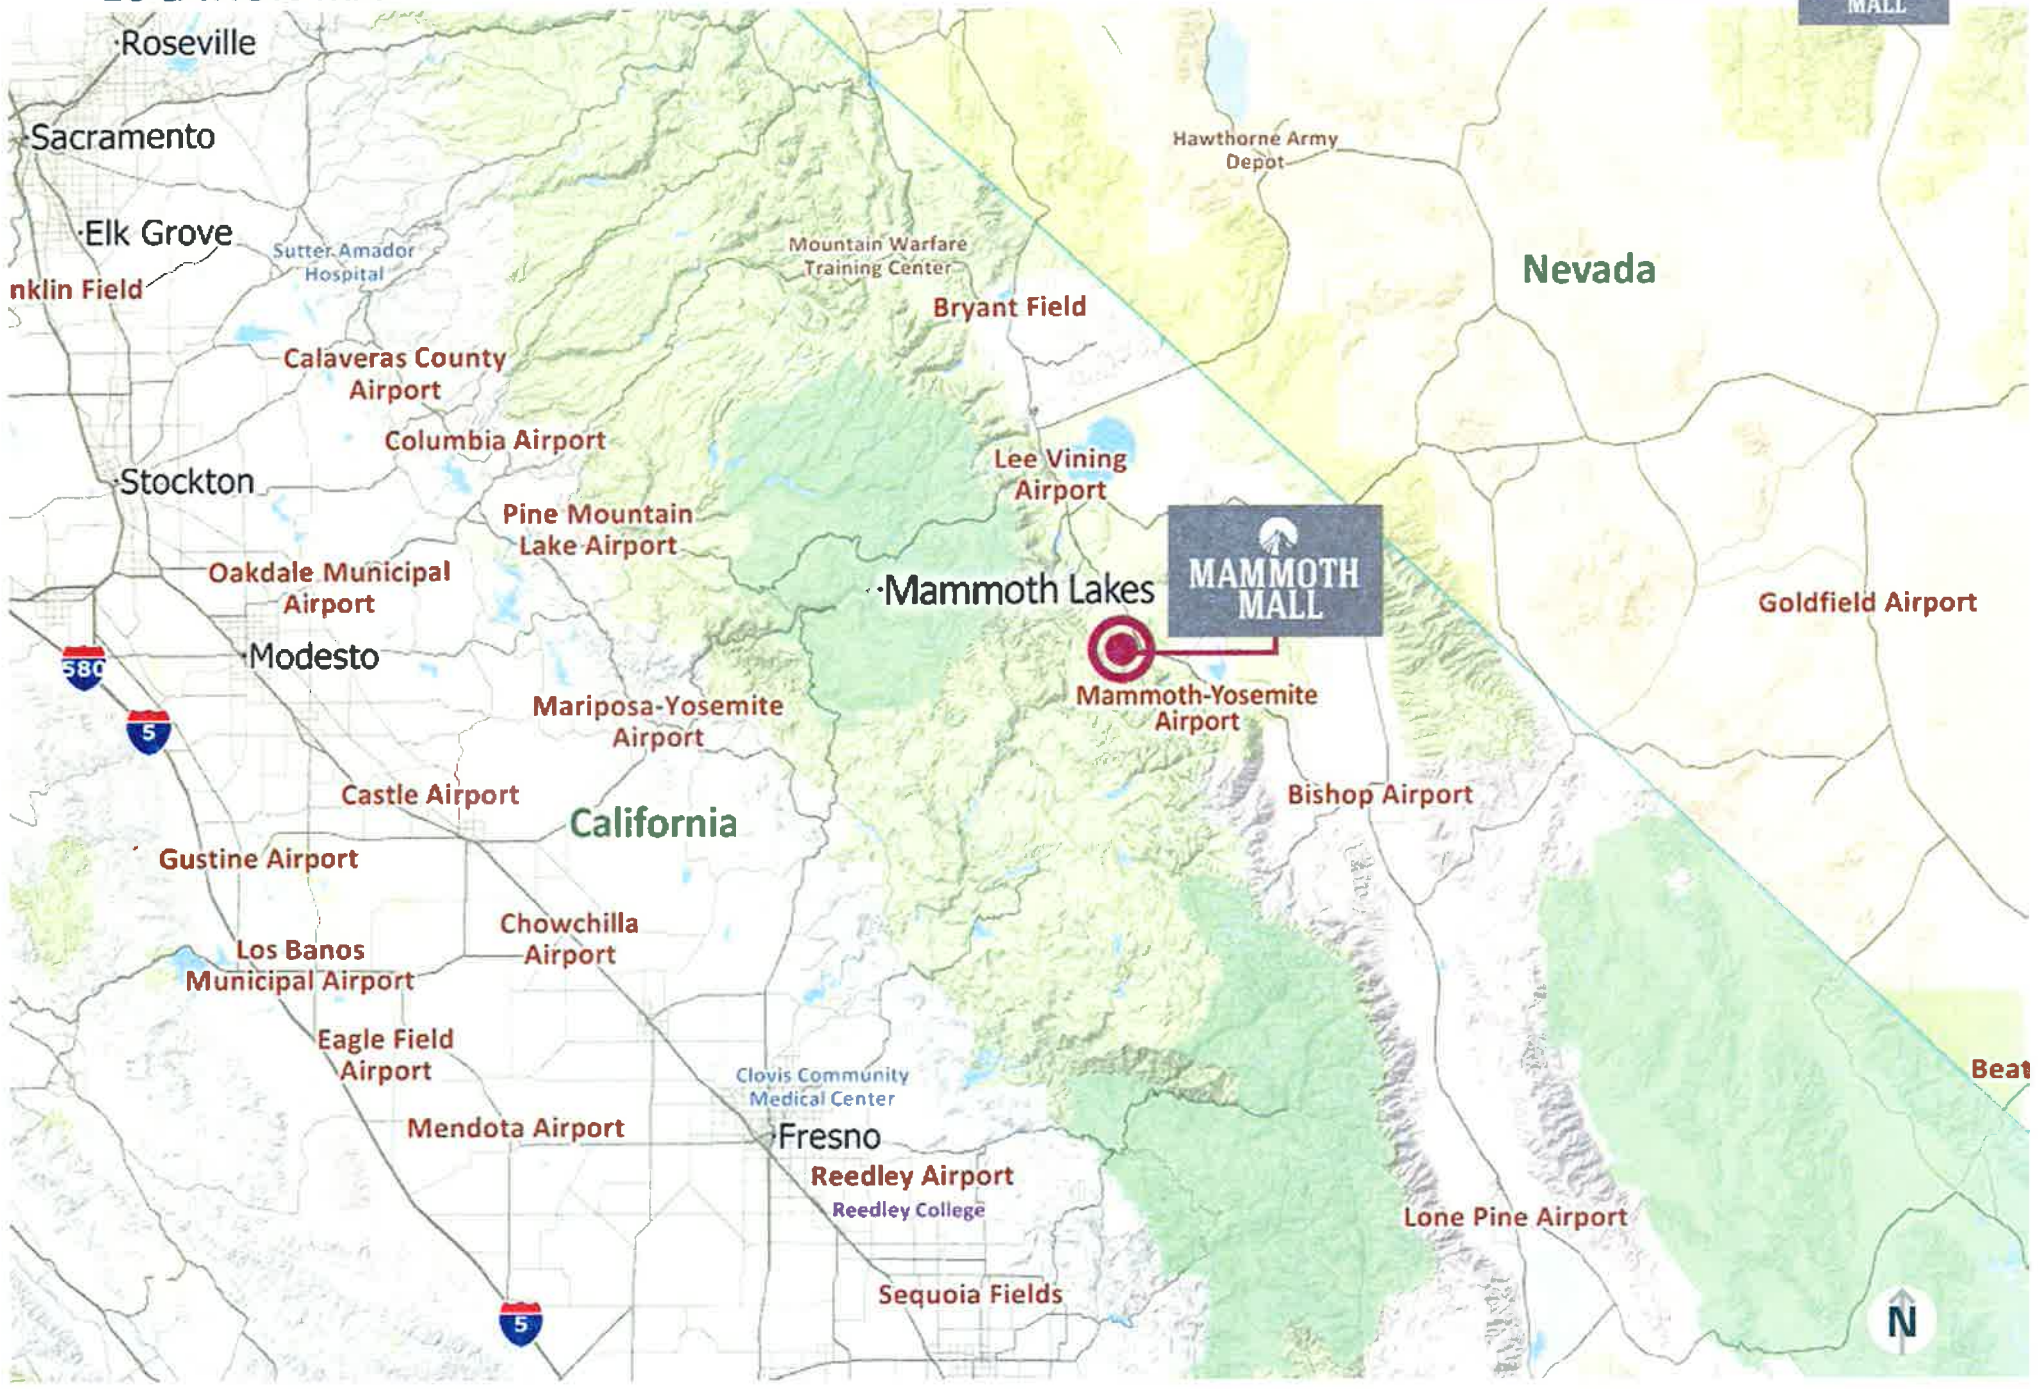 MALL
Roseville
Sacramento
Hawthorne Army
Depot
Elk Grove
Sutter Amador
Hospital
Mountain Warfare
Training Center
Nevada
nklin Field
Bryant Field
Calaveras County
Airport
Columbia Airport
Lee Vining
Airport
Stockton
Pine Mountain
Lake Airport
MAMMOTH
MALL
Oakdale Municipal
Airport
Mammoth Lakes
Goldfield Airport
580
Modesto
5
Mariposa-Yosemite
Airport
Mammoth-Yosemite
Airport
Castle Airport
California
Bishop Airport
Gustine Airport
Chowchilla
Airport
Los Banos
Municipal Airport
Eagle Field
Airport
Clovis Community
Medical Center
Beat
Mendota Airport
Fresno
Reedley Airport
Reedley College
Lone Pine Airport
Sequoia Fields
5
N